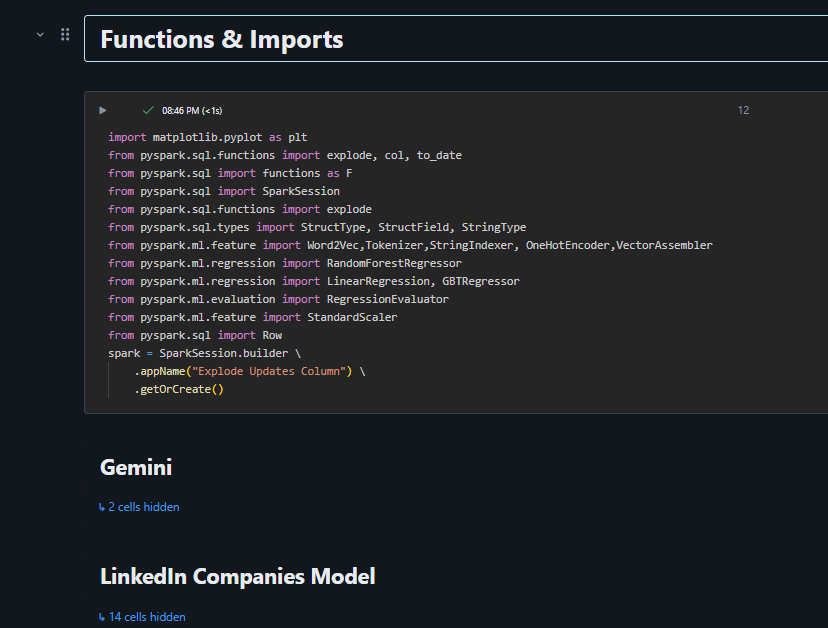 Functions & Imports
08:46 PM (<1s)
12
import matplotlib.pyplot as plt
from pyspark.sql.functions import explode, col, to_date
from pyspark.sql import functions as F
from pyspark.sql import SparkSession
from pyspark.sql.functions import explode
from pyspark.sql.types import StructType, StructField, StringType
from pyspark.ml.feature import Word2Vec,Tokenizer,StringIndexer, OneHotEncoder,VectorAssembler
from pyspark.ml.regression import RandomForestRegressor
from pyspark.ml.regression import LinearRegression, GBTRegressor
from pyspark.ml.evaluation import RegressionEvaluator
from pyspark.ml.feature import StandardScaler
from pyspark.sql import Row
spark = SparkSession.builder \
    .appName("Explode Updates Column") \
    .getOrCreate()
Gemini
↳ 2 cells hidden
LinkedIn Companies Model
↳ 14 cells hidden